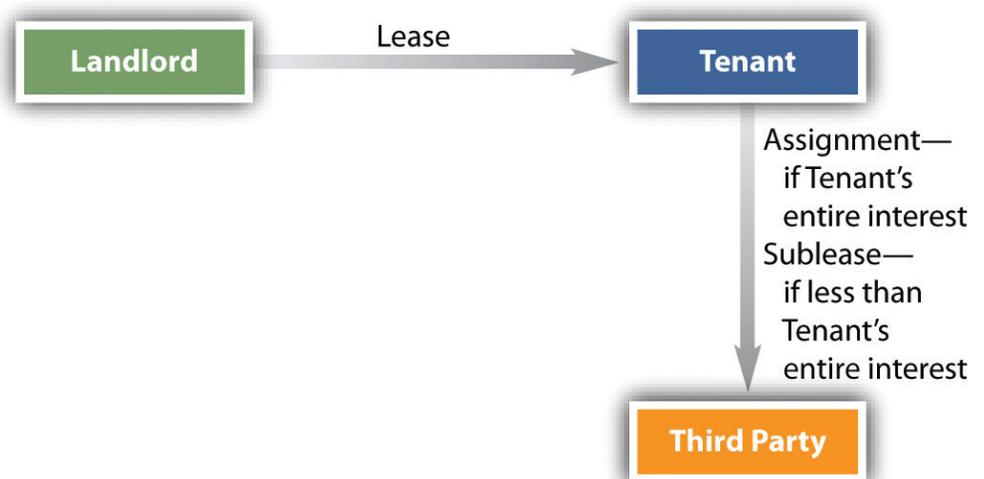 Landlord
Lease
Tenant
Assignment—
if Tenant's
entire interest
Sublease—
if less than
Tenant's
entire interest
Third Party